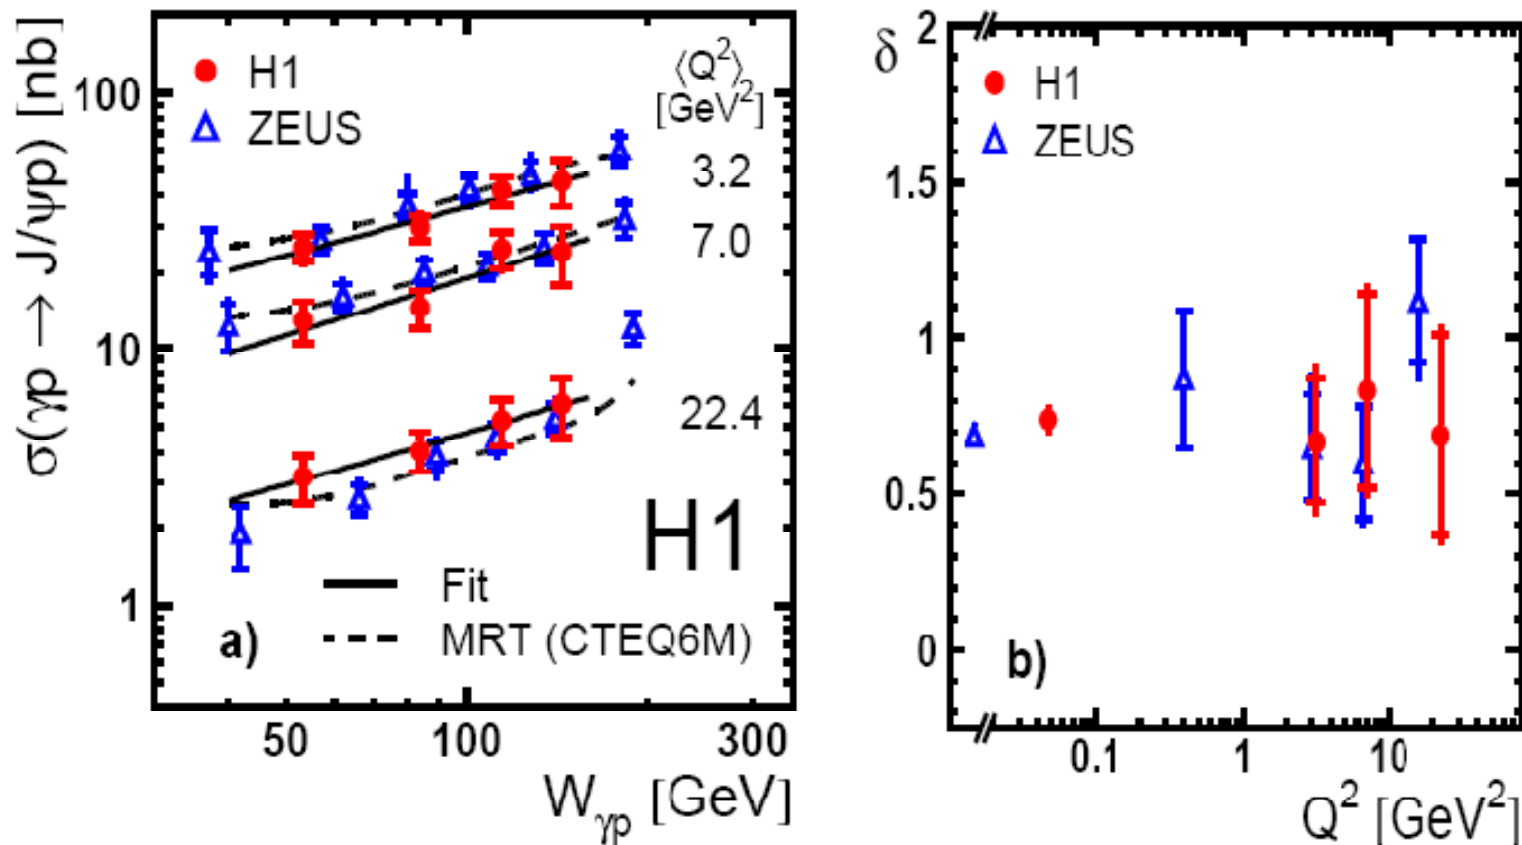 σ(γp → J/ψp) [nb]
100
10
1
H1
ZEUS
⟨Q²⟩
[GeV²]
3.2
7.0
22.4
H1
Fit
MRT (CTEQ6M)
a)
50 100 300
Wγp [GeV]
δ
2
1.5
1
0.5
0
H1
ZEUS
b)
0.1 1 10
Q² [GeV²]